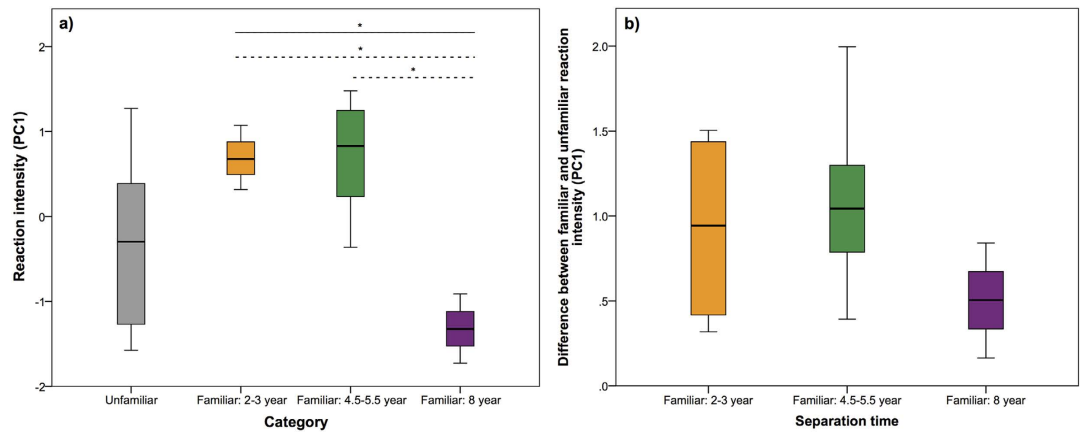 a)
*
*
*
2
1
0
-1
-2
Reaction intensity (PC1)
Unfamiliar
Familiar: 2-3 year
Familiar: 4.5-5.5 year
Familiar: 8 year
Category
b)
2.0
1.5
1.0
.5
.0
Difference between familiar and unfamiliar reaction
intensity (PC1)
Familiar: 2-3 year
Familiar: 4.5-5.5 year
Familiar: 8 year
Separation time